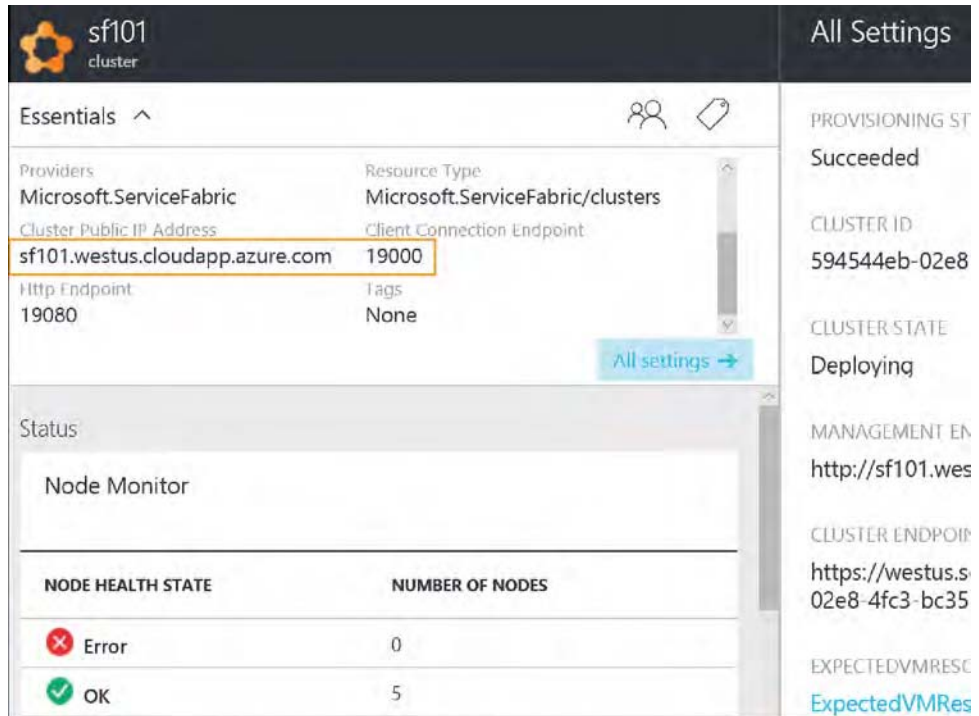 sf101
cluster
Essentials
Providers
Resource Type
Microsoft.ServiceFabric
Microsoft.ServiceFabric/clusters
Cluster Public IP Address
Client Connection Endpoint
sf101.westus.cloudapp.azure.com
19000
Http Endpoint
Tags
19080
None
All settings
Status
Node Monitor
NODE HEALTH STATE
NUMBER OF NODES
Error
0
OK
5
All Settings
PROVISIONING ST
Succeeded
CLUSTER ID
594544eb-02e8
CLUSTER STATE
Deploying
MANAGEMENT EN
http://sf101.wes
CLUSTER ENDPOIN
https://westus.s
02e8-4fc3-bc35
EXPECTEDVMRESC
ExpectedVMRes